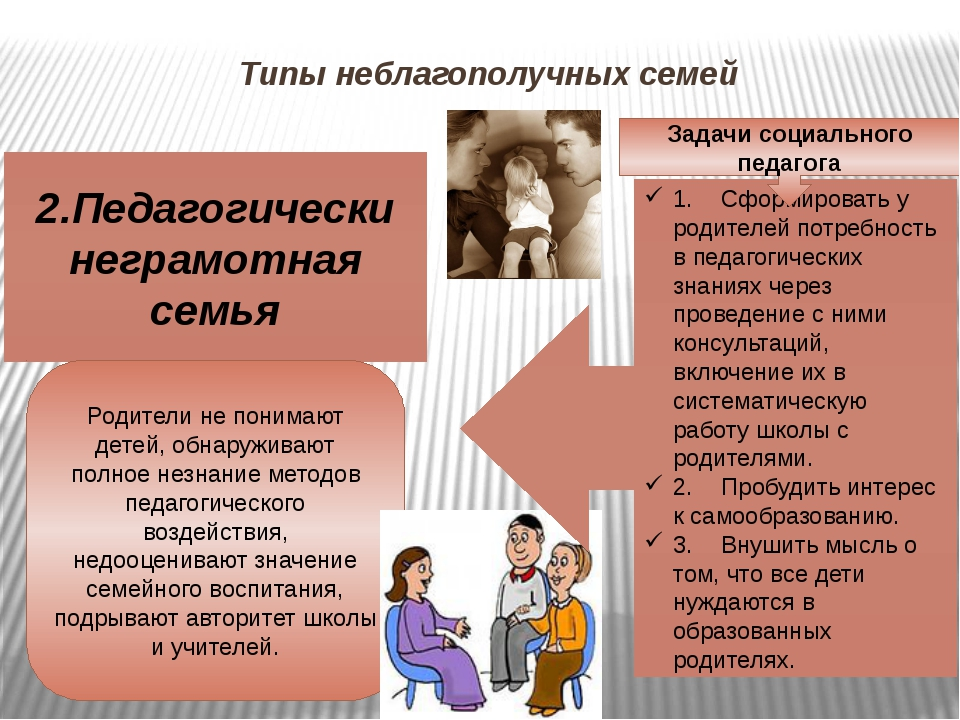 Типы неблагополучных семей
2.Педагогически
неграмотная
семья
Родители не понимают
детей, обнаруживают
полное незнание методов
педагогического
воздействия,
недооценивают значение
семейного воспитания,
подрывают авторитет школы
и учителей.
Задачи социального
педагога
✓ 1. Сформировать у
родителей потребность
в педагогических
знаниях через
проведение с ними
консультаций,
включение их в
систематическую
работу школы с
родителями.
✓ 2. Пробудить интерес
к самообразованию.
✓ 3. Внушить мысль о
том, что все дети
нуждаются в
образованных
родителях.